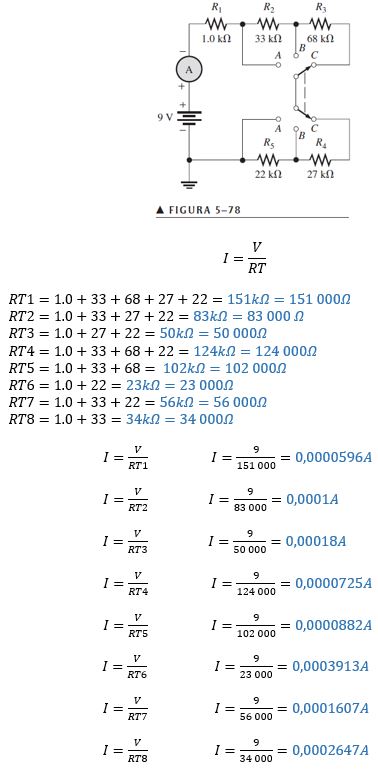 R1 R2 R3
1.0 kΩ 33 kΩ 68 kΩ
A B C
A
+
+
9 V
A B C
R5 R4
22 kΩ 27 kΩ
▲ FIGURA 5–78
I = V/RT
RT1 = 1.0 + 33 + 68 + 27 + 22 = 151kΩ = 151 000Ω
RT2 = 1.0 + 33 + 27 + 22 = 83kΩ = 83 000 Ω
RT3 = 1.0 + 27 + 22 = 50kΩ = 50 000Ω
RT4 = 1.0 + 33 + 68 + 22 = 124kΩ = 124 000Ω
RT5 = 1.0 + 33 + 68 = 102kΩ = 102 000Ω
RT6 = 1.0 + 22 = 23kΩ = 23 000Ω
RT7 = 1.0 + 33 + 22 = 56kΩ = 56 000Ω
RT8 = 1.0 + 33 = 34kΩ = 34 000Ω
I = V/RT1 I = 9/151 000 = 0,0000596A
I = V/RT2 I = 9/83 000 = 0,0001A
I = V/RT3 I = 9/50 000 = 0,00018A
I = V/RT4 I = 9/124 000 = 0,0000725A
I = V/RT5 I = 9/102 000 = 0,0000882A
I = V/RT6 I = 9/23 000 = 0,0003913A
I = V/RT7 I = 9/56 000 = 0,0001607A
I = V/RT8 I = 9/34 000 = 0,0002647A